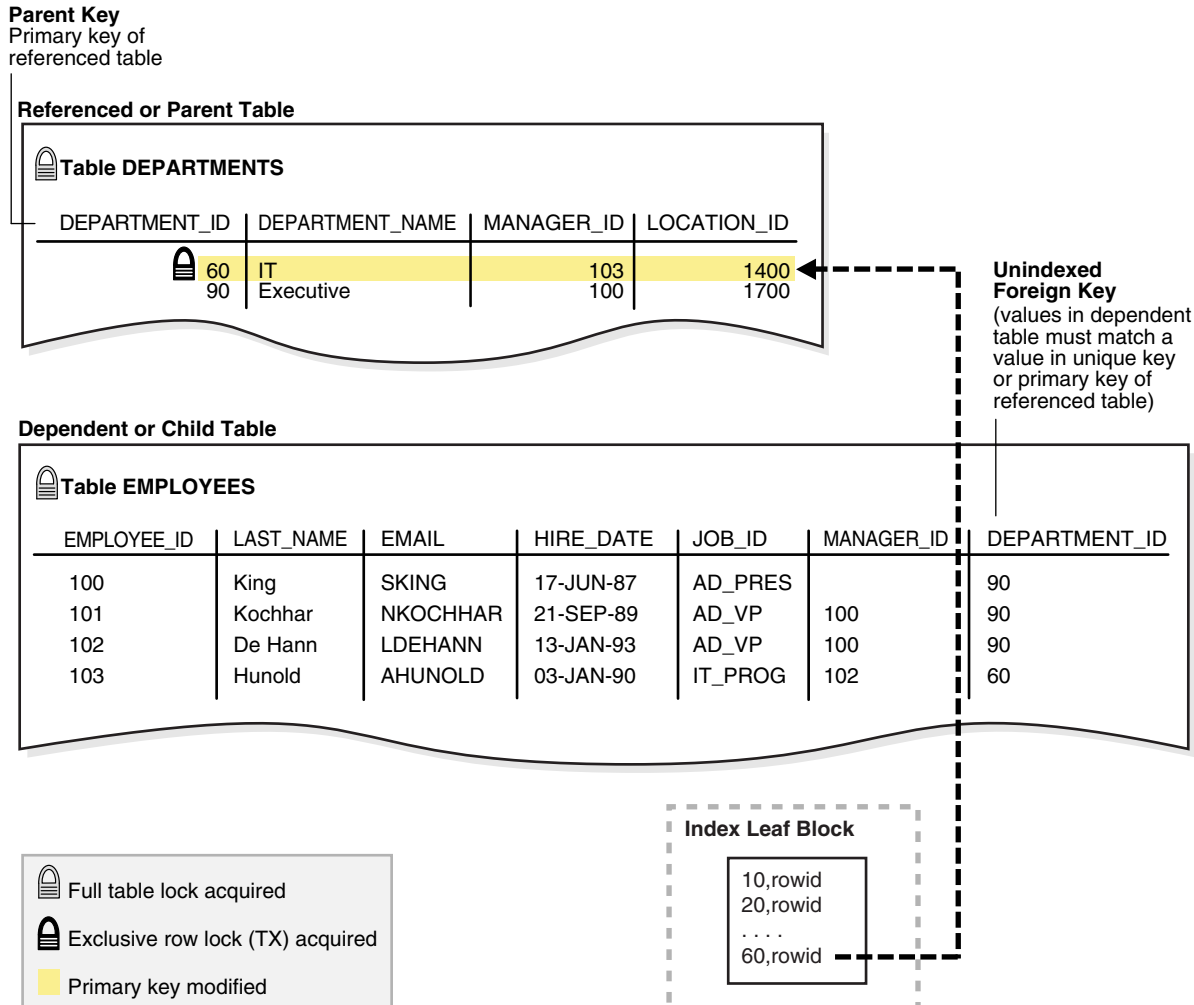 Parent Key
Primary key of
referenced table
Referenced or Parent Table
Table DEPARTMENTS
DEPARTMENT_ID DEPARTMENT_NAME MANAGER_ID LOCATION_ID
60 IT 103 1400
90 Executive 100 1700
Unindexed
Foreign Key
(values in dependent
table must match a
value in unique key
or primary key of
referenced table)
Dependent or Child Table
Table EMPLOYEES
EMPLOYEE_ID LAST_NAME EMAIL HIRE_DATE JOB_ID MANAGER_ID DEPARTMENT_ID
100 King SKING 17-JUN-87 AD_PRES 90
101 Kochhar NKOCHHAR 21-SEP-89 AD_VP 100 90
102 De Hann LDEHANN 13-JAN-93 AD_VP 100 90
103 Hunold AHUNOLD 03-JAN-90 IT_PROG 102 60
Index Leaf Block
10,rowid
20,rowid
. . . .
60,rowid
Full table lock acquired
Exclusive row lock (TX) acquired
Primary key modified